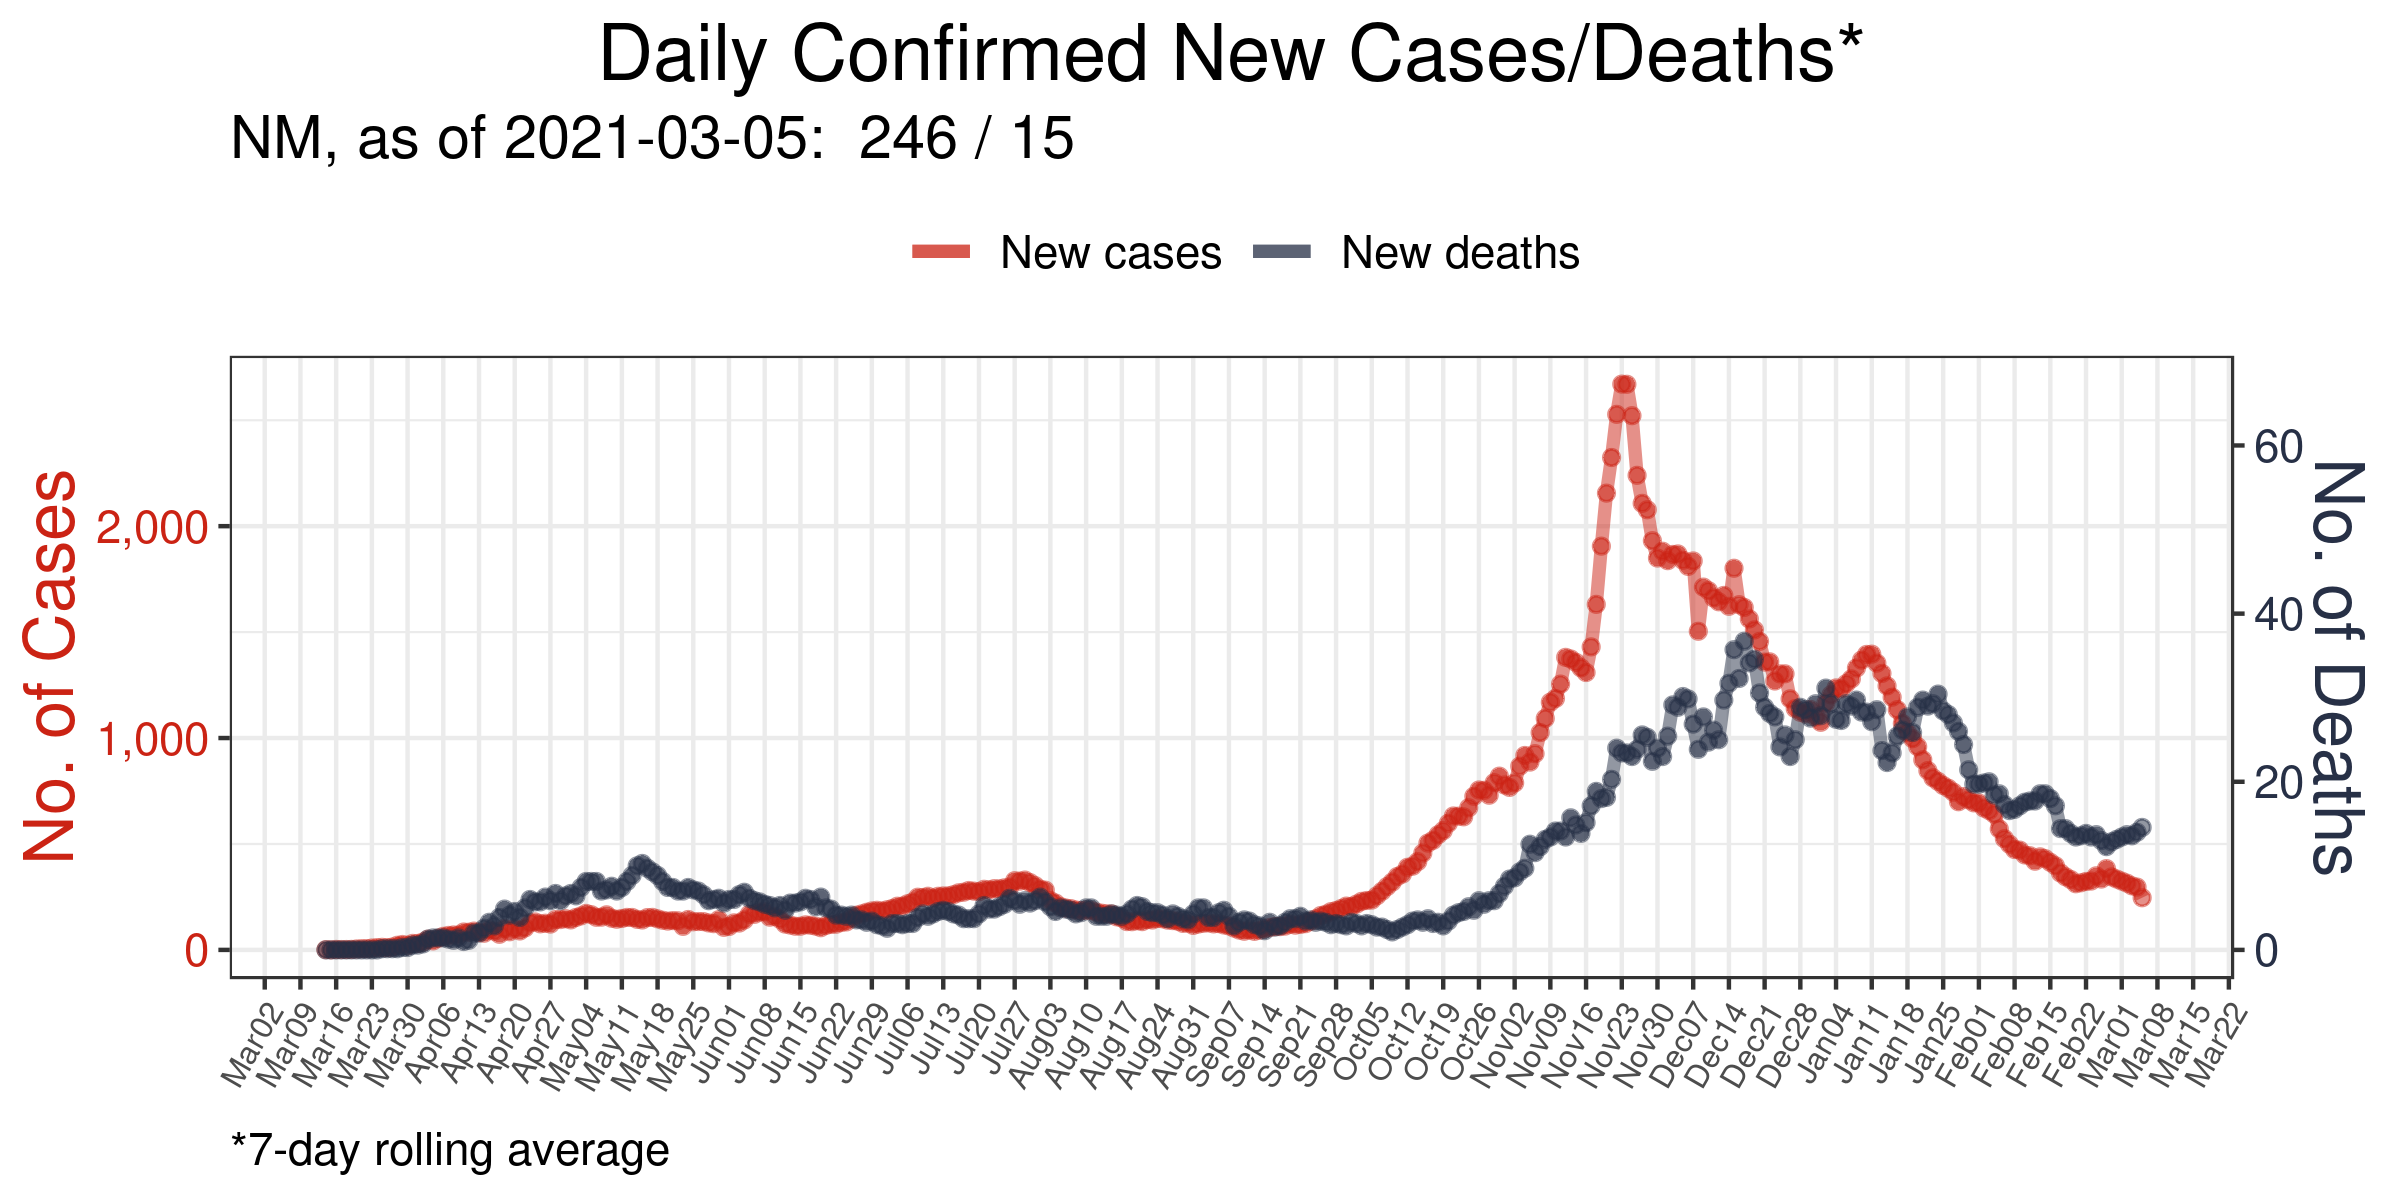 Daily Confirmed New Cases/Deaths*
NM, as of 2021-03-05:  246 / 15
New cases New deaths
No. of Cases
2,000
1,000
0
60
40
20
0
No. of Deaths
Mar02 Mar09 Mar16 Mar23 Mar30 Apr06 Apr13 Apr20 Apr27 May04 May11 May18 May25 Jun01 Jun08 Jun15 Jun22 Jun29 Jul06 Jul13 Jul20 Jul27 Aug03 Aug10 Aug17 Aug24 Aug31 Sep07 Sep14 Sep21 Sep28 Oct05 Oct12 Oct19 Oct26 Nov02 Nov09 Nov16 Nov23 Nov30 Dec07 Dec14 Dec21 Dec28 Jan04 Jan11 Jan18 Jan25 Feb01 Feb08 Feb15 Feb22 Mar01 Mar08 Mar15 Mar22
*7-day rolling average